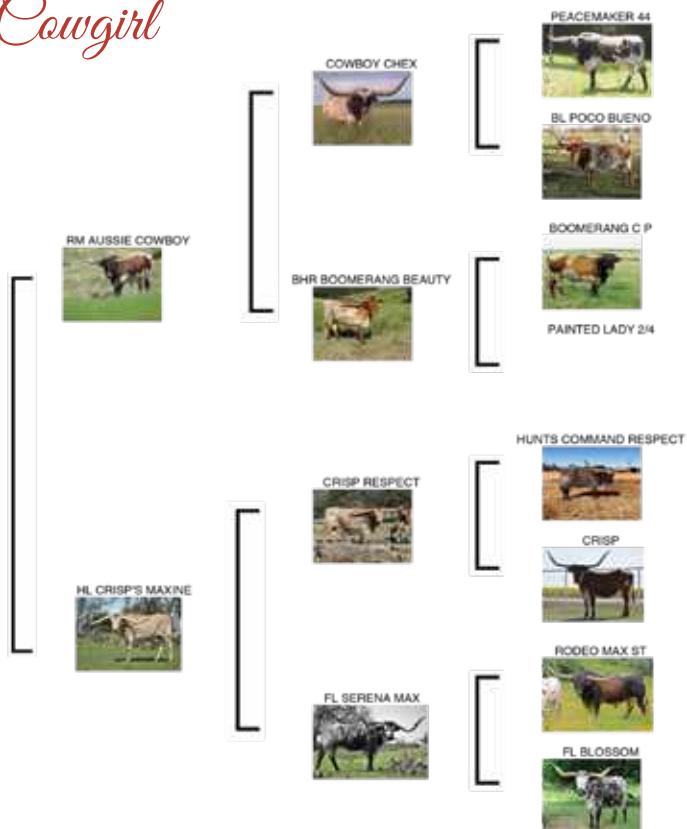 Cowgirl
PEACEMAKER 44
COWBOY CHEX
BL POCO BUENO
BOOMERANG C P
RM AUSSIE COWBOY
BHR BOOMERANG BEAUTY
PAINTED LADY 2/4
HUNTS COMMAND RESPECT
CRISP RESPECT
CRISP
HL CRISP'S MAXINE
RODEO MAX ST
FL SERENA MAX
FL BLOSSOM